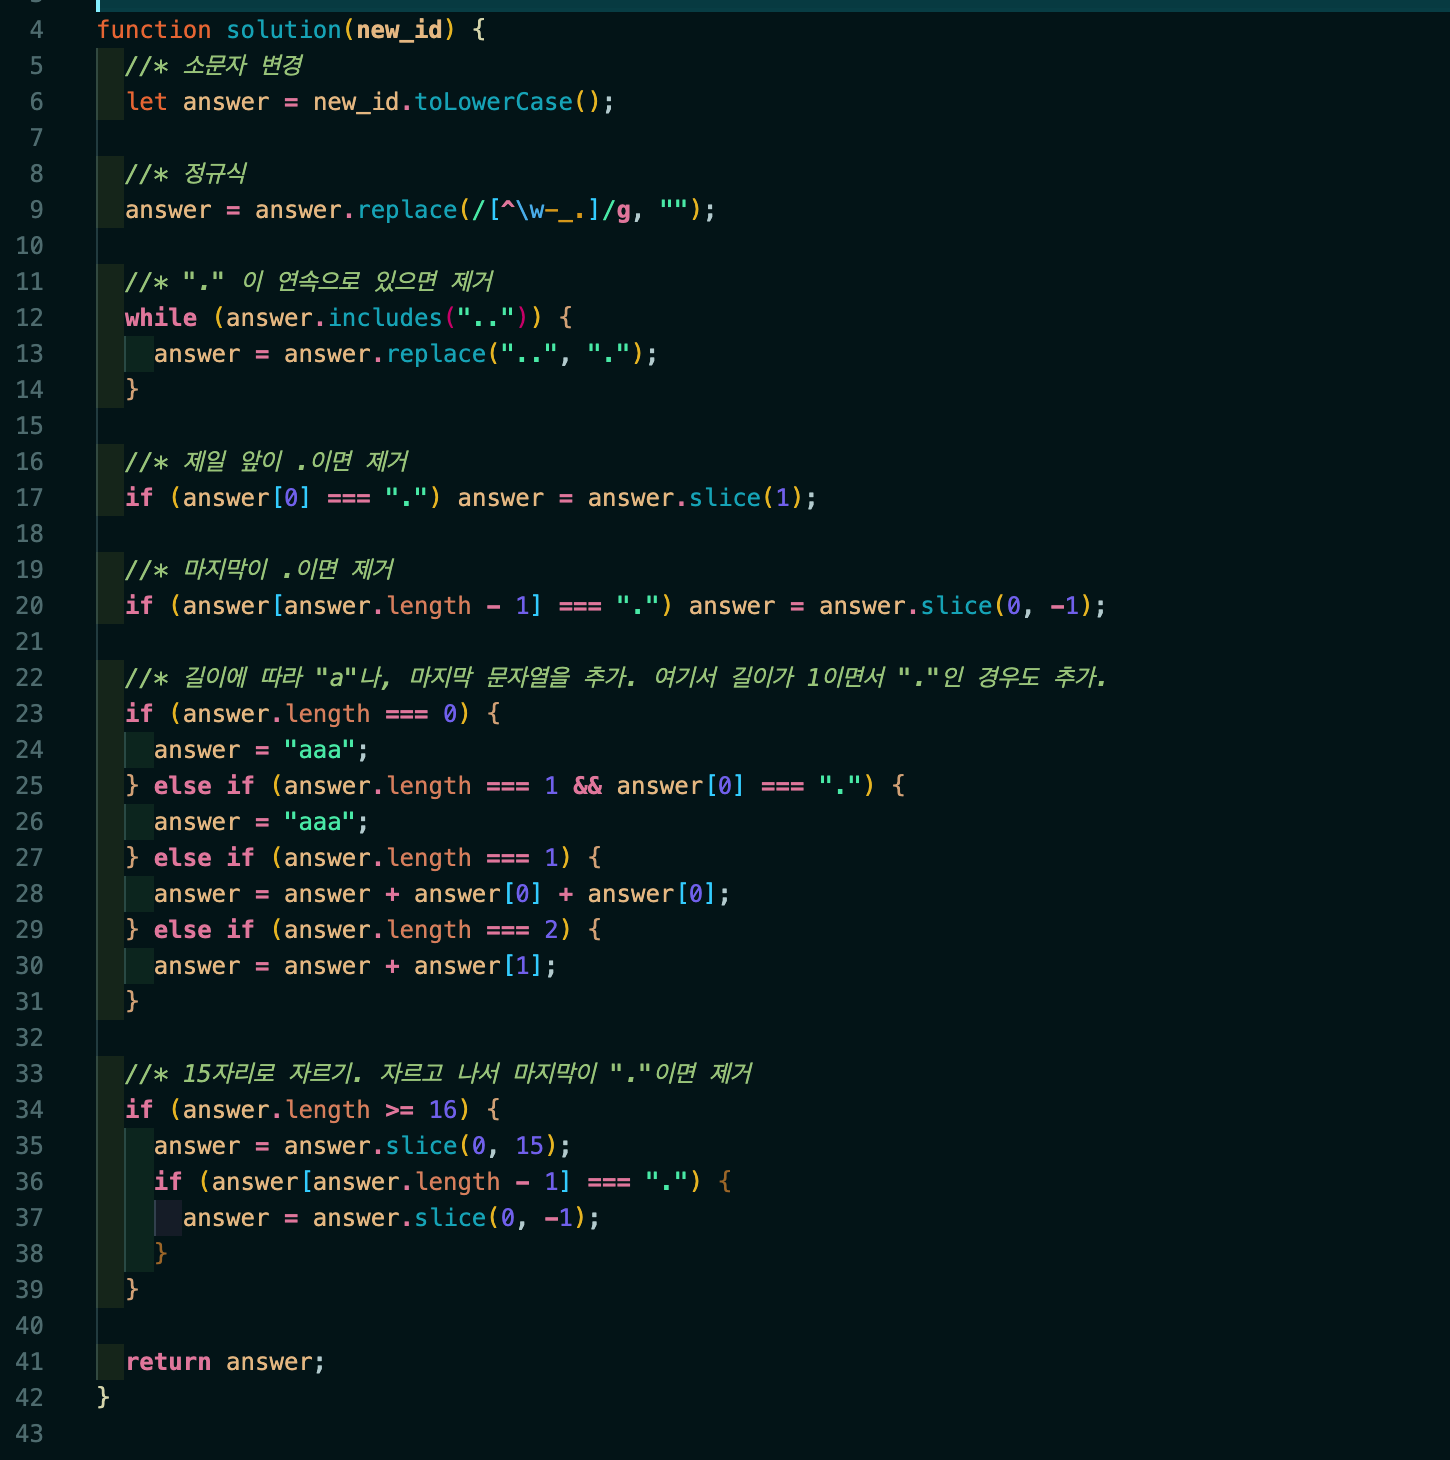 4 function solution(new_id) {
5 //* 소문자 변경
6 let answer = new_id.toLowerCase();
7
8 //* 정규식
9 answer = answer.replace(/[^\w-_.]/g, "");
10
11 //* "." 이 연속으로 있으면 제거
12 while (answer.includes("..")) {
13 answer = answer.replace("..", ".");
14 }
15
16 //* 제일 앞이 .이면 제거
17 if (answer[0] === ".") answer = answer.slice(1);
18
19 //* 마지막이 .이면 제거
20 if (answer[answer.length - 1] === ".") answer = answer.slice(0, -1);
21
22 //* 길이에 따라 "a"나, 마지막 문자열을 추가. 여기서 길이가 1이면서 "."인 경우도 추가.
23 if (answer.length === 0) {
24 answer = "aaa";
25 } else if (answer.length === 1 && answer[0] === ".") {
26 answer = "aaa";
27 } else if (answer.length === 1) {
28 answer = answer + answer[0] + answer[0];
29 } else if (answer.length === 2) {
30 answer = answer + answer[1];
31 }
32
33 //* 15자리로 자르기. 자르고 나서 마지막이 "."이면 제거
34 if (answer.length >= 16) {
35 answer = answer.slice(0, 15);
36 if (answer[answer.length - 1] === ".") {
37 answer = answer.slice(0, -1);
38 }
39 }
40
41 return answer;
42 }
43